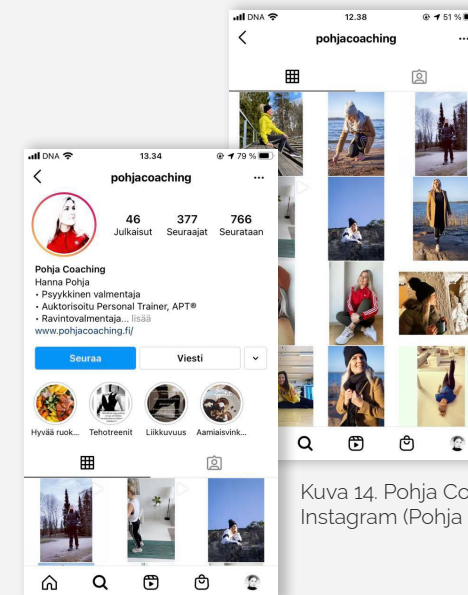 DNA 12.38 51 %
pohjacoaching
DNA 13.34 79 %
pohjacoaching
46 377 766
Julkaisut Seuraajat Seurataan
Pohja Coaching
Hanna Pohja
• Psyykkinen valmentaja
• Auktorisoitu Personal Trainer, APT®
• Ravintovalmentaja... lisää
www.pohjacoaching.fi/
Seuraa Viesti
Hyvää ruok... Tehotreenit Liikkuvuus Aamiaisvink...
Kuva 14. Pohja Co
Instagram (Pohja